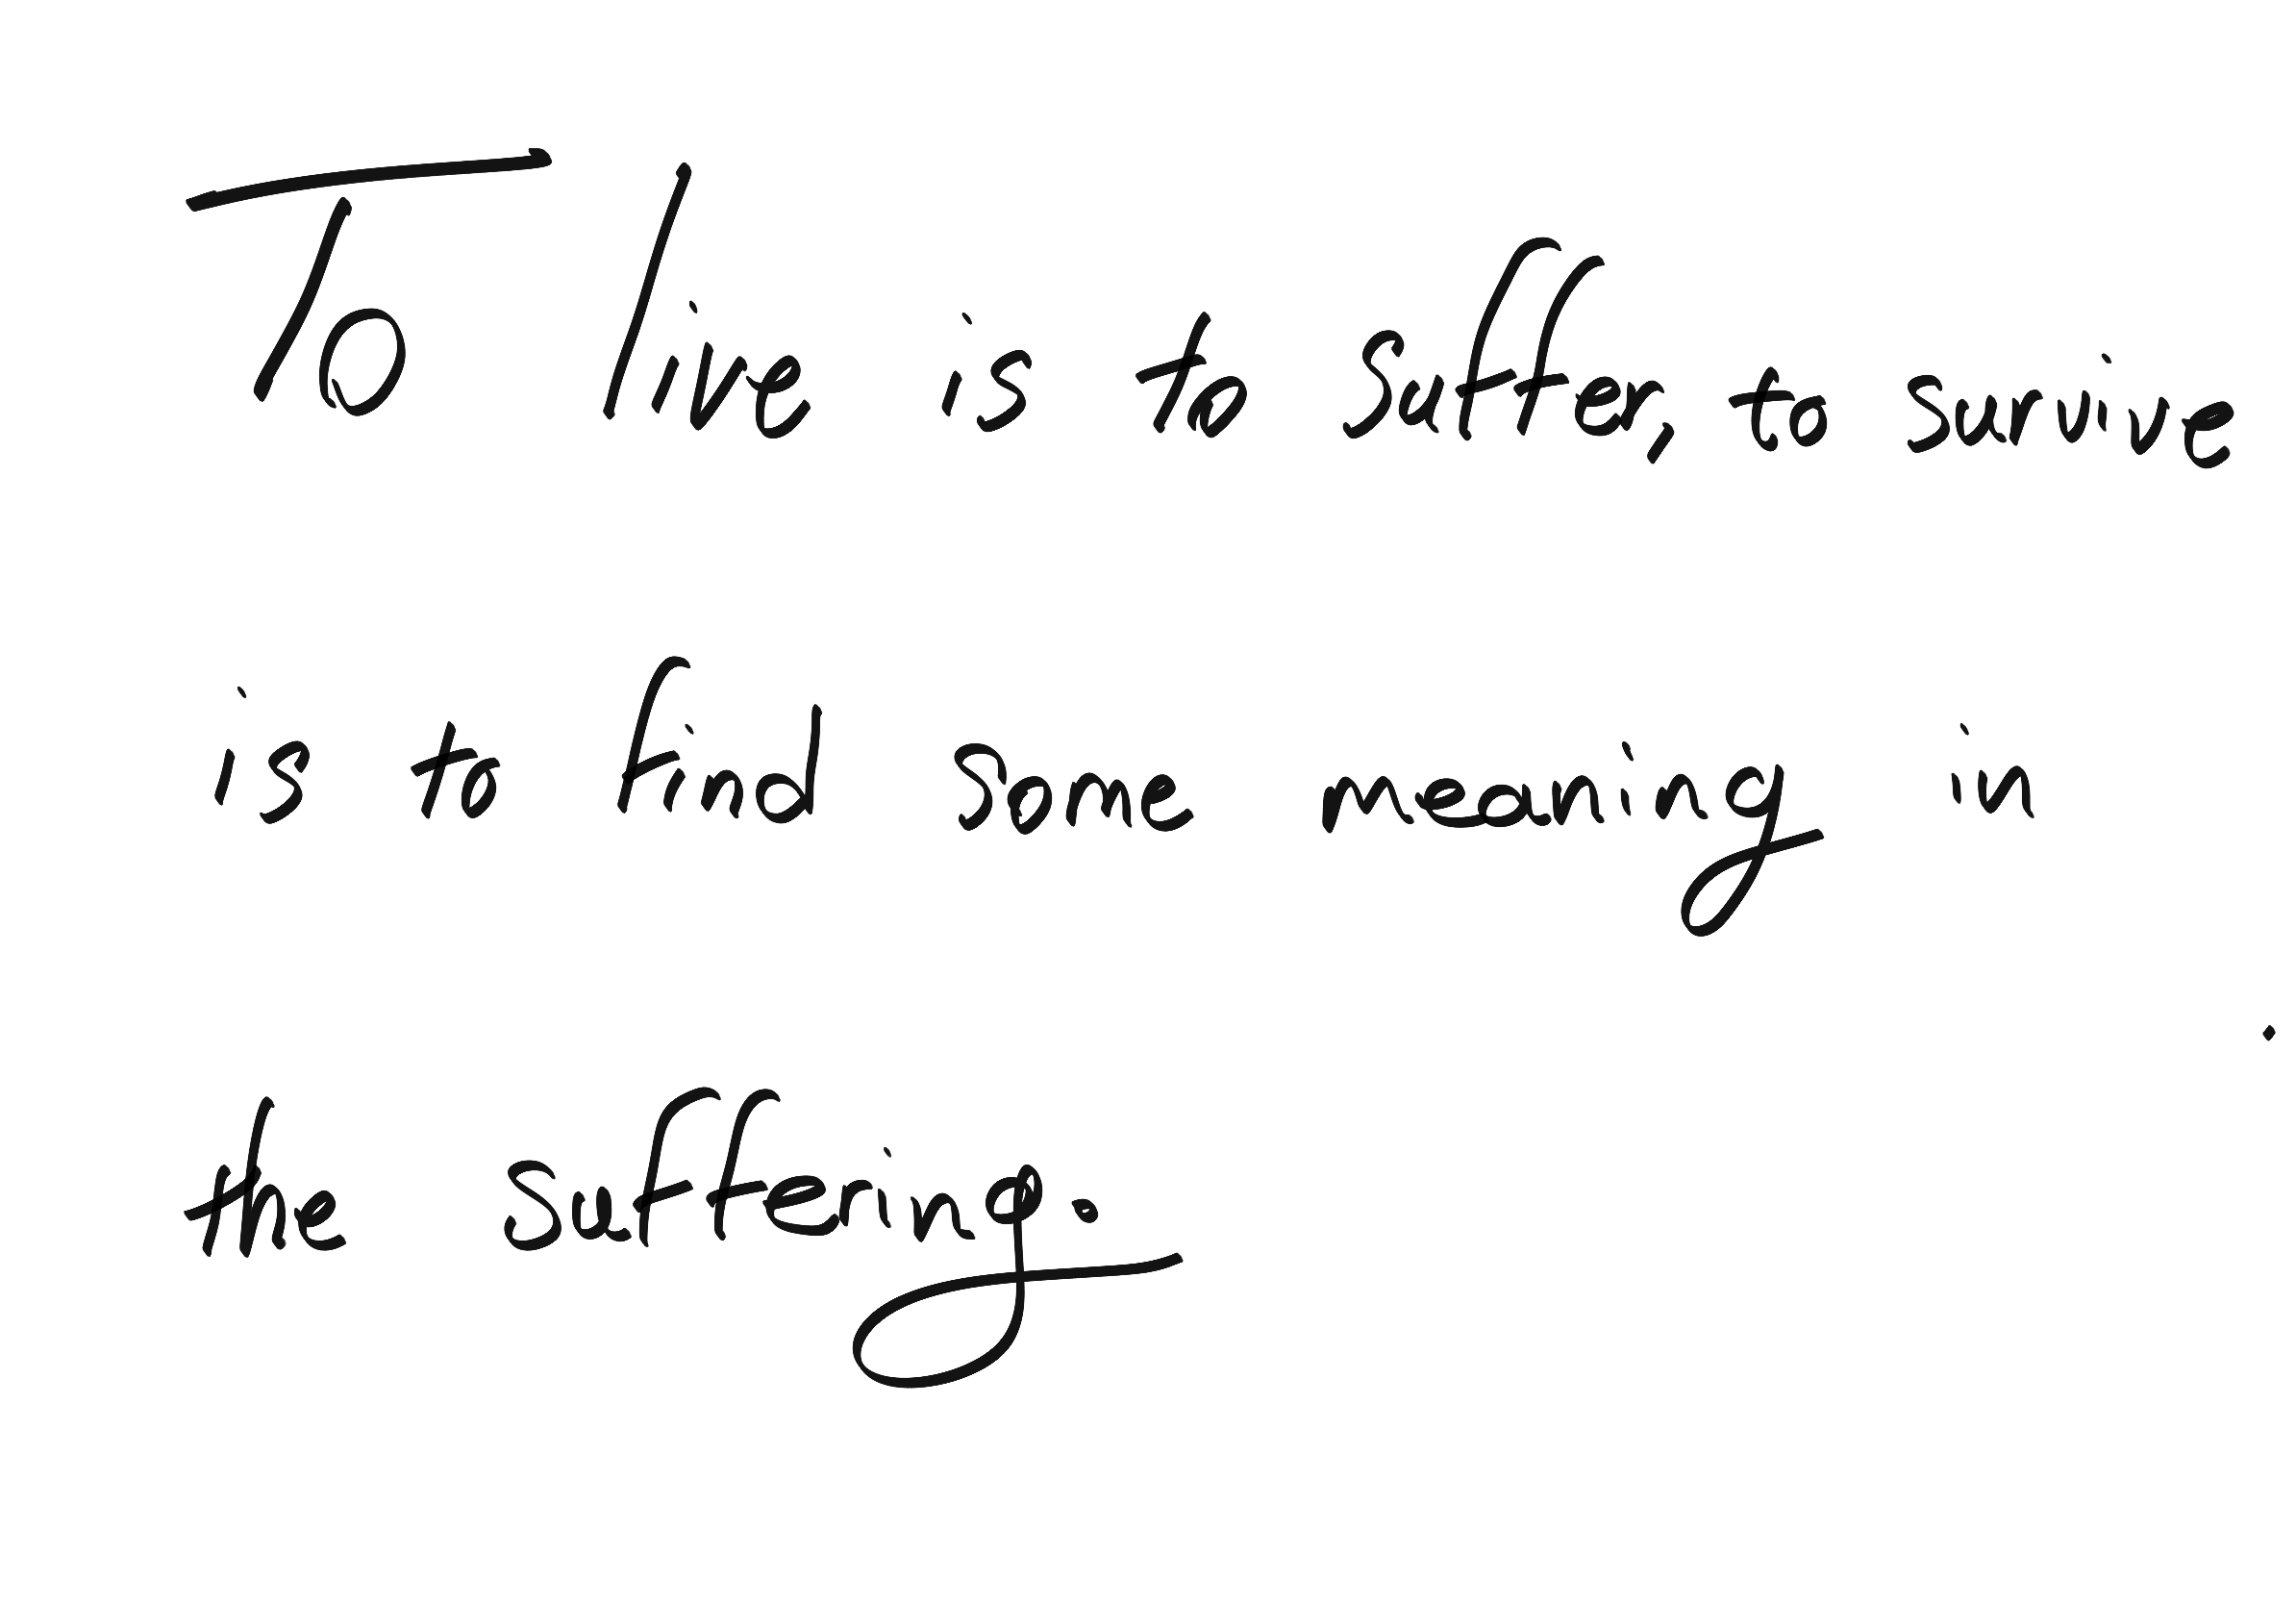 To live is to suffer, to survive
is to find some meaning in
the suffering.